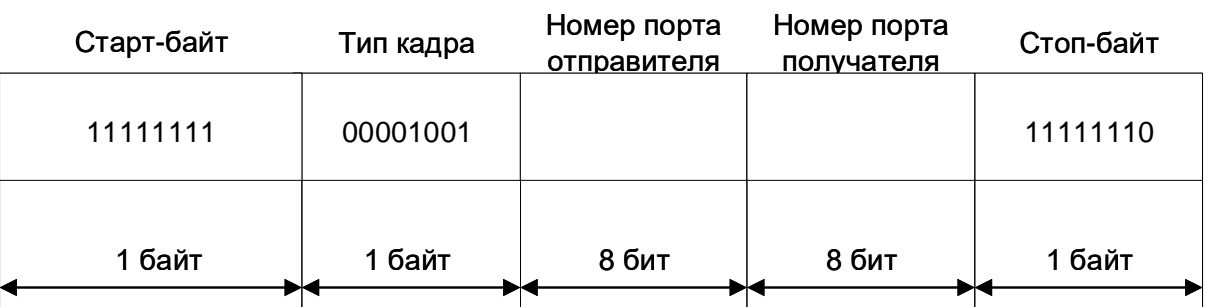 Старт-байт
Тип кадра
Номер порта
отправителя
Номер порта
получателя
Стоп-байт
11111111
00001001
11111110
1 байт
1 байт
8 бит
8 бит
1 байт